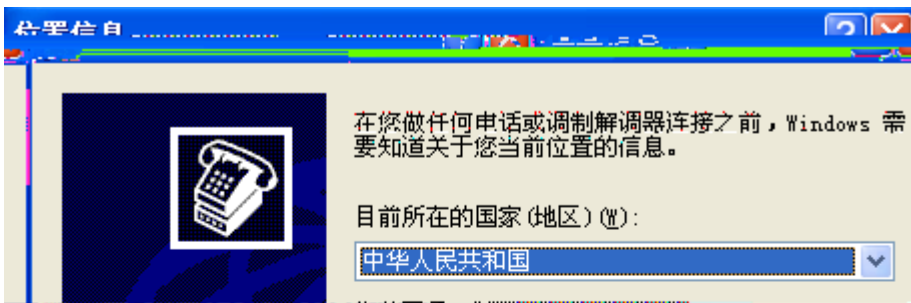 位置信息
在您做任何电话或调制解调器连接之前，Windows 需
要知道关于您当前位置的信息。
目前所在的国家(地区)(W):
中华人民共和国